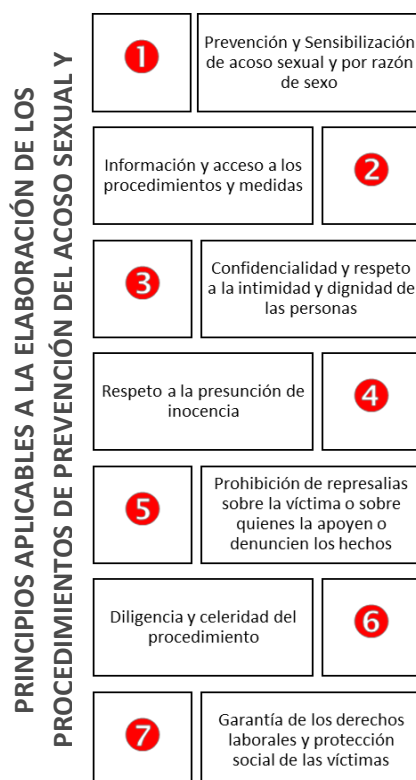 PRINCIPIOS APLICABLES A LA ELABORACIÓN DE LOS
PROCEDIMIENTOS DE PREVENCIÓN DEL ACOSO SEXUAL Y
1
Prevención y Sensibilización
de acoso sexual y por razón
de sexo
Información y acceso a los
procedimientos y medidas
2
3
Confidencialidad y respeto
a la intimidad y dignidad de
las personas
Respeto a la presunción de
inocencia
4
5
Prohibición de represalias
sobre la víctima o sobre
quienes la apoyen o
denuncien los hechos
Diligencia y celeridad del
procedimiento
6
7
Garantía de los derechos
laborales y protección
social de las víctimas